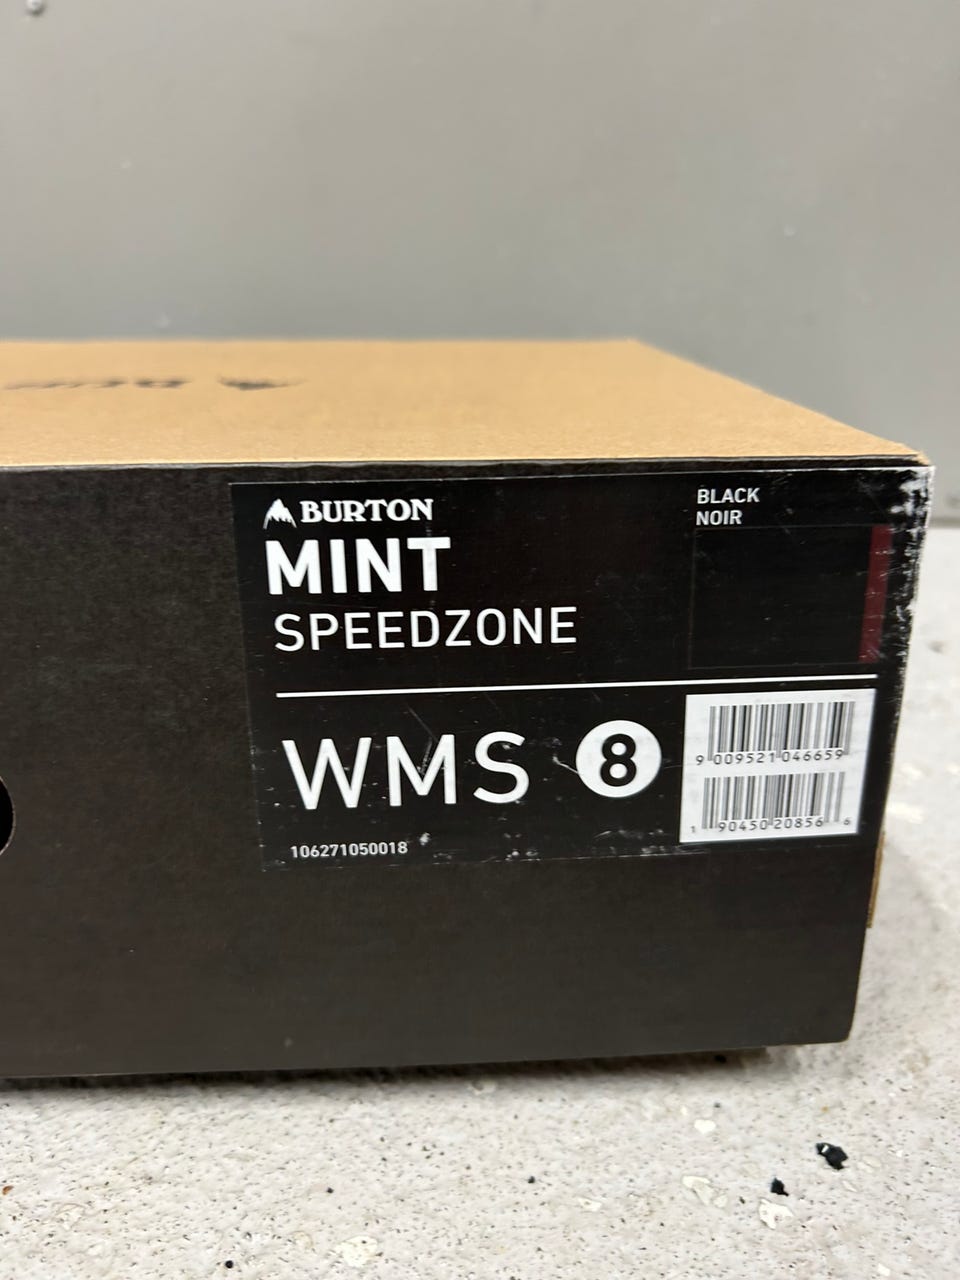 BURTON
MINT
SPEEDZONE
BLACK
NOIR
WMS 8
9 009521 046659
1 90450 20856 6
106271050018